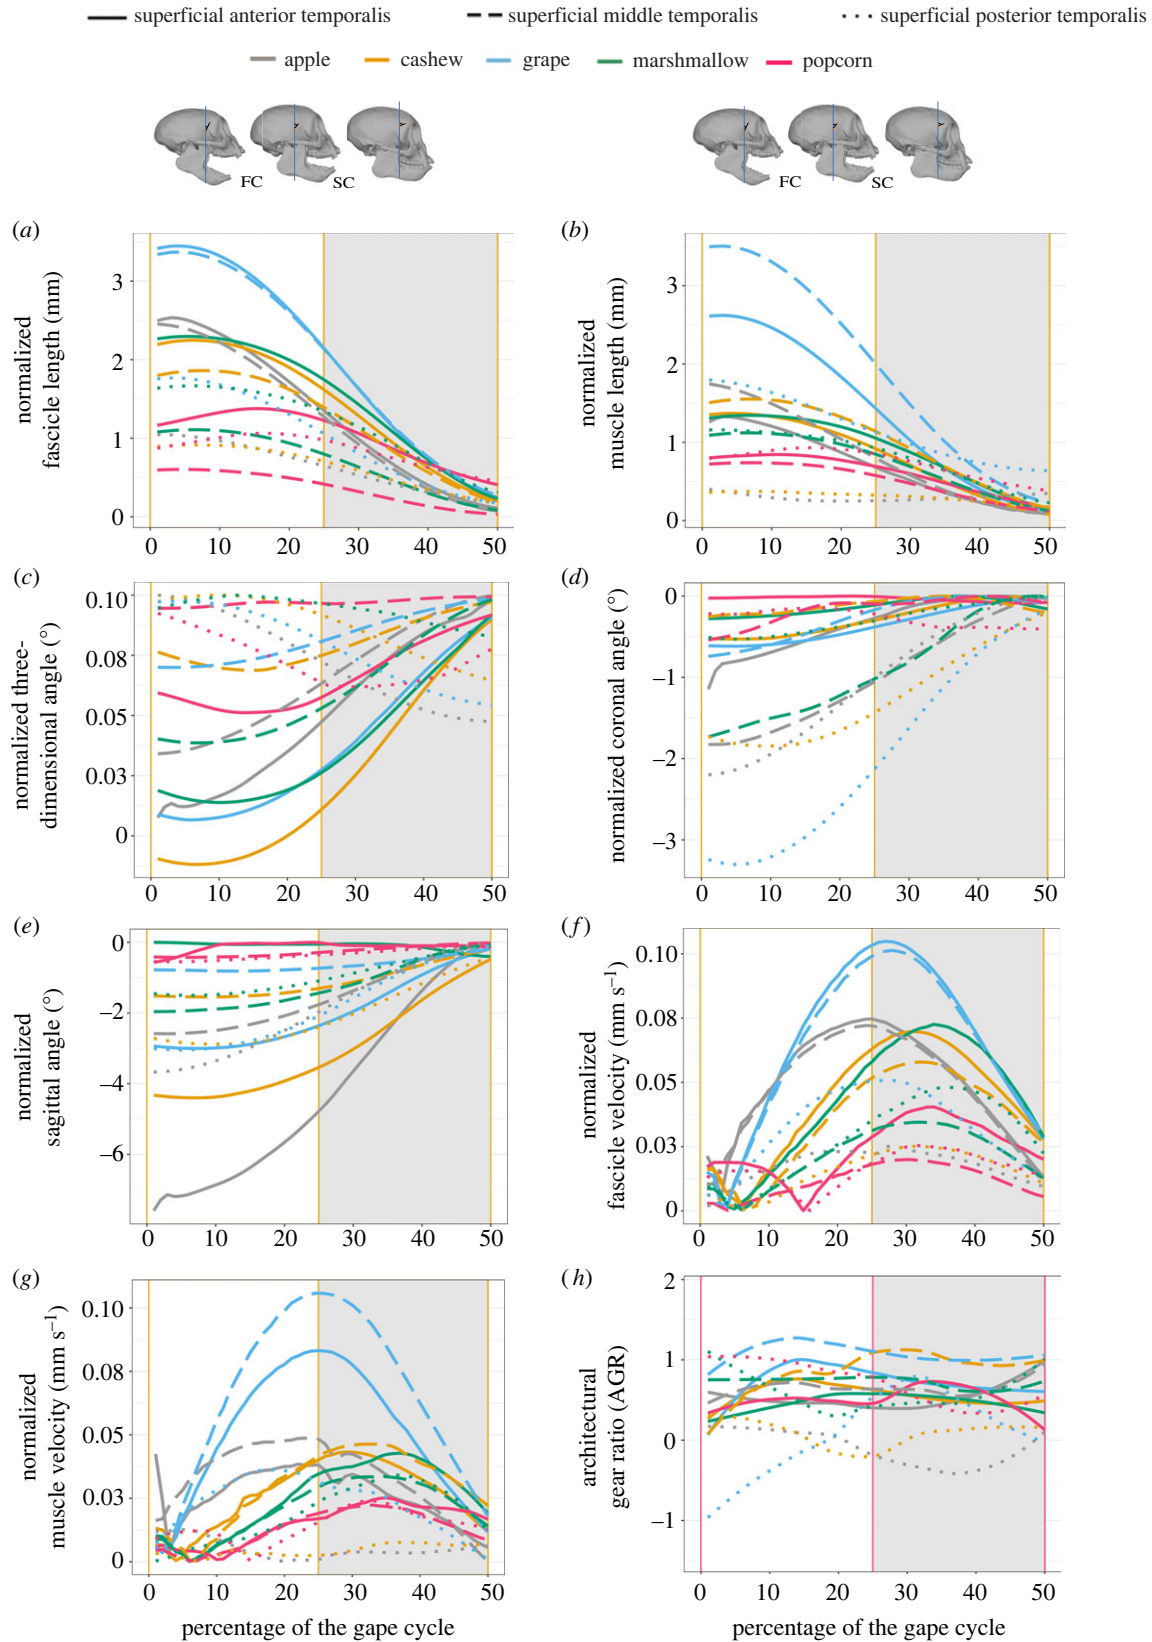 superficial anterior temporalis superficial middle temporalis superficial posterior temporalis
apple cashew grape marshmallow popcorn
FC SC FC SC
(a)
normalized
fascicle length (mm)
3
2
1
0
0 10 20 30 40 50
(b)
normalized
muscle length (mm)
3
2
1
0
0 10 20 30 40 50
(c)
normalized three-
dimensional angle (°)
0.10
0.08
0.05
0.03
0
0 10 20 30 40 50
(d)
normalized coronal angle (°)
0
−1
−2
−3
0 10 20 30 40 50
(e)
normalized
sagittal angle (°)
0
−2
−4
−6
0 10 20 30 40 50
(f)
normalized
fascicle velocity (mm s−1)
0.10
0.08
0.05
0.03
0
0 10 20 30 40 50
(g)
normalized
muscle velocity (mm s−1)
0.10
0.08
0.05
0.03
0
0 10 20 30 40 50
percentage of the gape cycle
(h)
architectural
gear ratio (AGR)
2
1
0
−1
0 10 20 30 40 50
percentage of the gape cycle